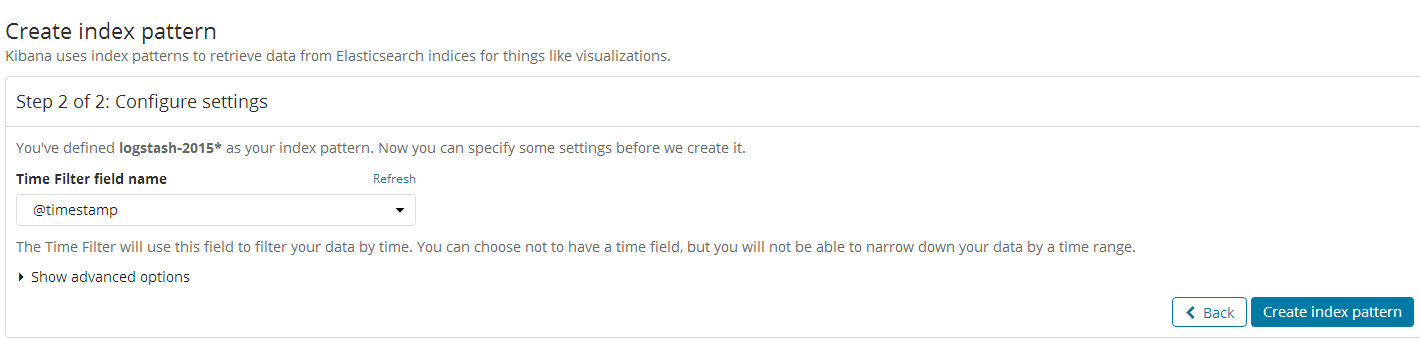 Create index pattern
Kibana uses index patterns to retrieve data from Elasticsearch indices for things like visualizations.
Step 2 of 2: Configure settings
You've defined logstash-2015* as your index pattern. Now you can specify some settings before we create it.
Time Filter field name Refresh
@timestamp
The Time Filter will use this field to filter your data by time. You can choose not to have a time field, but you will not be able to narrow down your data by a time range.
Show advanced options
Back Create index pattern